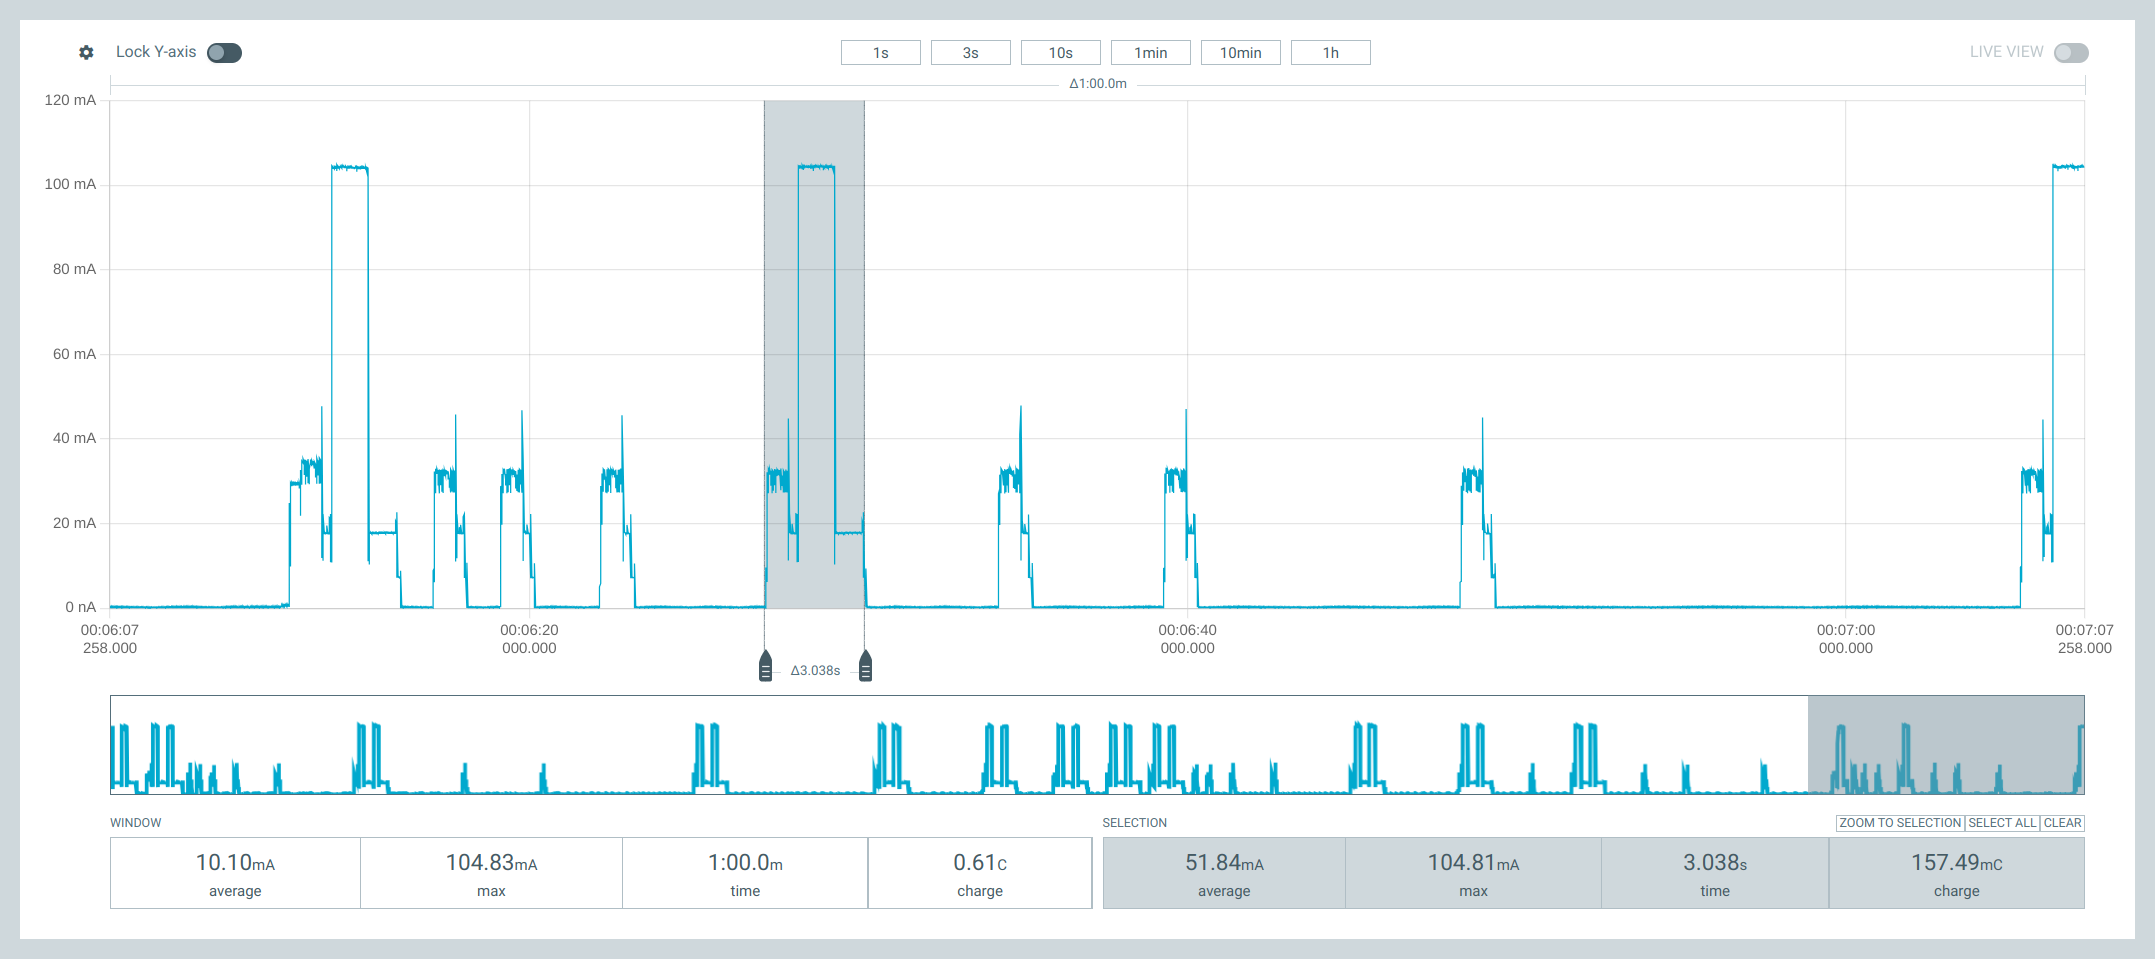 Lock Y-axis
1s 3s 10s 1min 10min 1h
LIVE VIEW
Δ1:00.0m
120 mA
100 mA
80 mA
60 mA
40 mA
20 mA
0 nA
00:06:07 00:06:20 00:06:40 00:07:00 00:07:07
258.000 000.000 000.000 000.000 258.000
Δ3.038s
WINDOW
SELECTION
ZOOM TO SELECTION SELECT ALL CLEAR
10.10mA 104.83mA 1:00.0m 0.61C 51.84mA 104.81mA 3.038s 157.49mC
average max time charge average max time charge